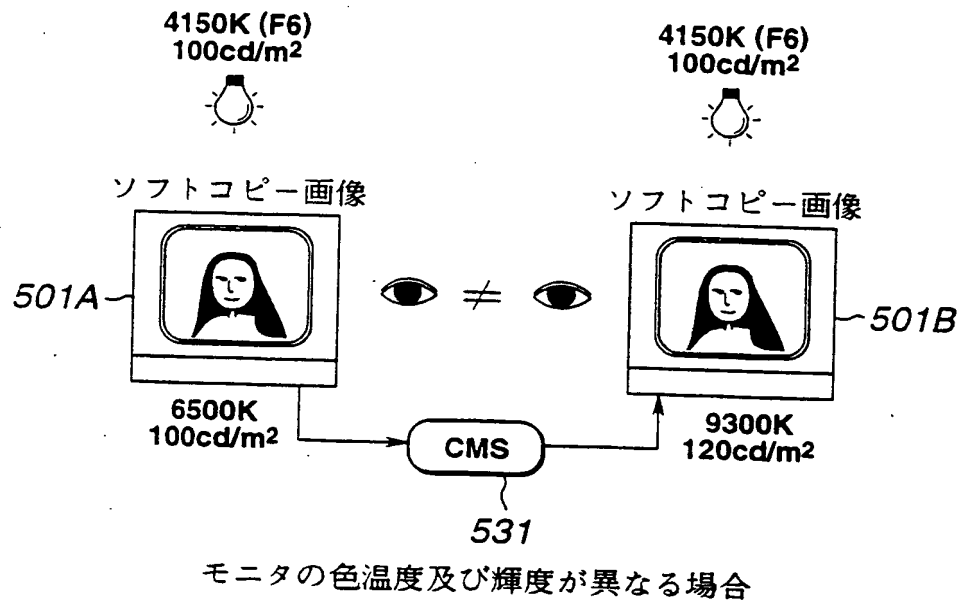 4150K (F6)
100cd/m2
4150K (F6)
100cd/m2
ソフトコピー画像
ソフトコピー画像
501A
≠
501B
6500K
100cd/m2
9300K
120cd/m2
CMS
531
モニタの色温度及び輝度が異なる場合